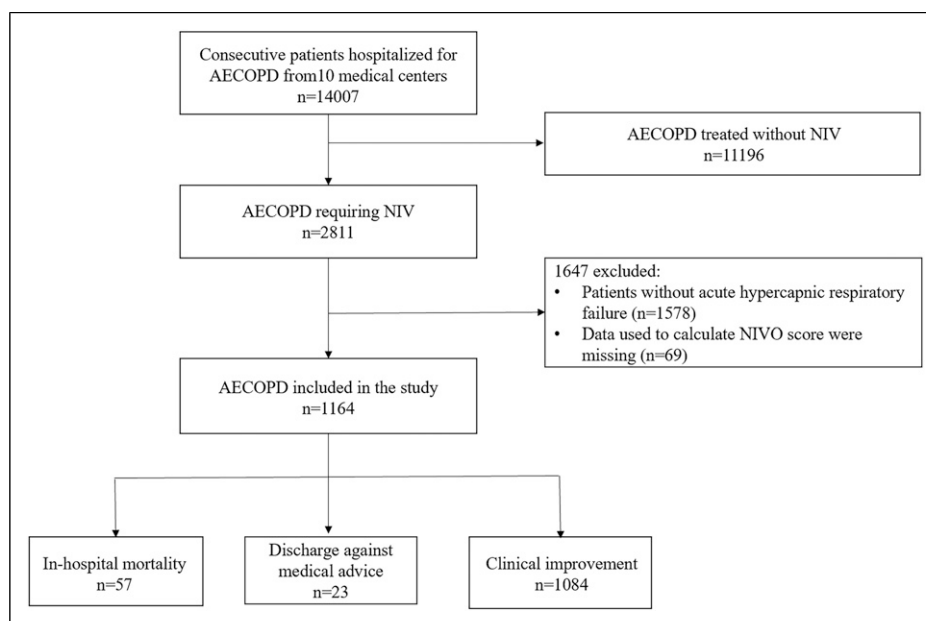 Consecutive patients hospitalized for
AECOPD from10 medical centers
n=14007
AECOPD treated without NIV
n=11196
AECOPD requiring NIV
n=2811
1647 excluded:
• Patients without acute hypercapnic respiratory
failure (n=1578)
• Data used to calculate NIVO score were
missing (n=69)
AECOPD included in the study
n=1164
In-hospital mortality
n=57
Discharge against
medical advice
n=23
Clinical improvement
n=1084